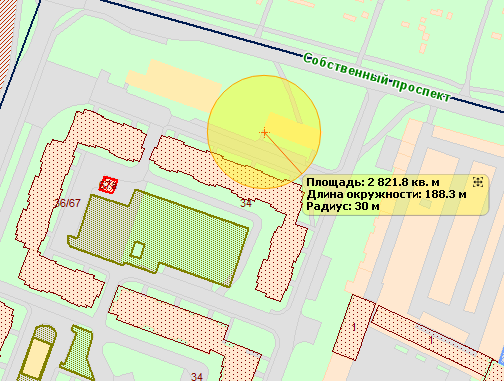 Собственный проспект
Площадь: 2 821.8 кв. м
Длина окружности: 188.3 м
Радиус: 30 м
36/67
34
1
1
34